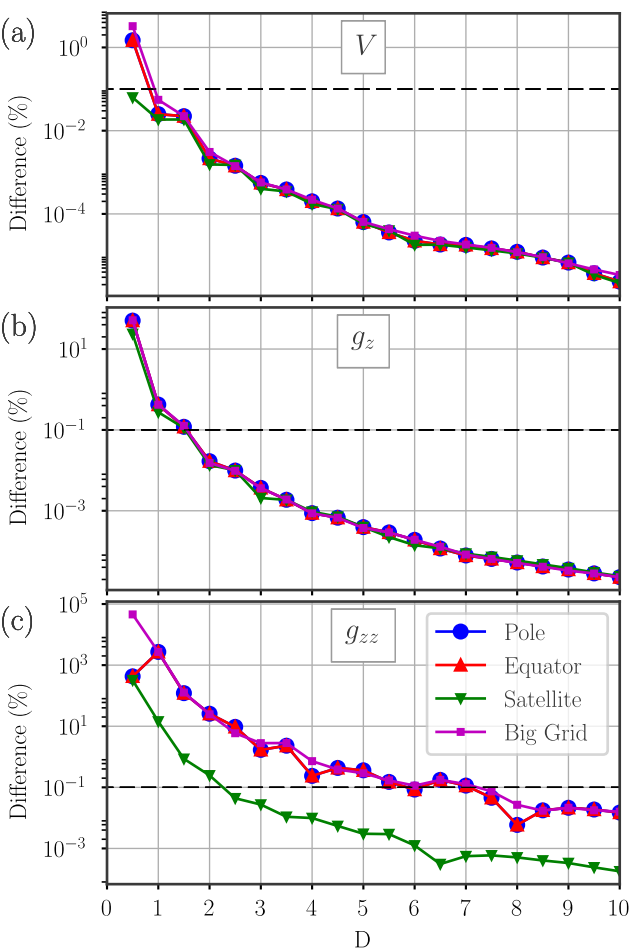 (a)
V
10^0
10^{-2}
10^{-4}
Difference (%)
(b)
g_z
10^1
10^{-1}
10^{-3}
Difference (%)
(c)
g_{zz}
10^5
10^3
10^1
10^{-1}
10^{-3}
Difference (%)
Pole
Equator
Satellite
Big Grid
0 1 2 3 4 5 6 7 8 9 10
D